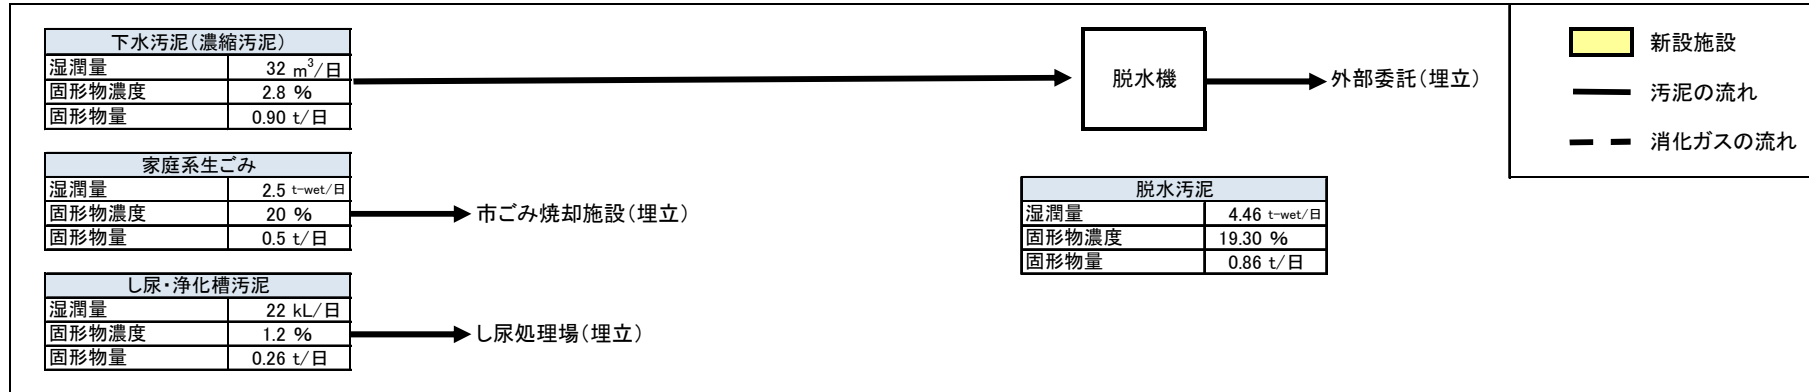 下水汚泥(濃縮汚泥)
湿潤量 32 m³/日
固形物濃度 2.8 %
固形物量 0.90 t/日
脱水機
外部委託(埋立)
家庭系生ごみ
湿潤量 2.5 t-wet/日
固形物濃度 20 %
固形物量 0.5 t/日
市ごみ焼却施設(埋立)
脱水汚泥
湿潤量 4.46 t-wet/日
固形物濃度 19.30 %
固形物量 0.86 t/日
し尿・浄化槽汚泥
湿潤量 22 kL/日
固形物濃度 1.2 %
固形物量 0.26 t/日
し尿処理場(埋立)
新設施設
汚泥の流れ
消化ガスの流れ